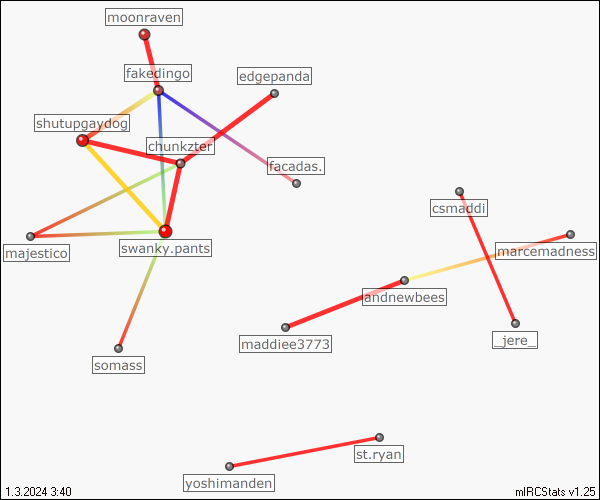 moonraven
fakedingo
edgepanda
shutupgaydog
chunkzter
facadas.
csmaddi
majestico
swanky.pants
marcemadness
andnewbees
maddiee3773
_jere_
somass
st.ryan
yoshimanden
1.3.2024 3:40
mIRCStats v1.25